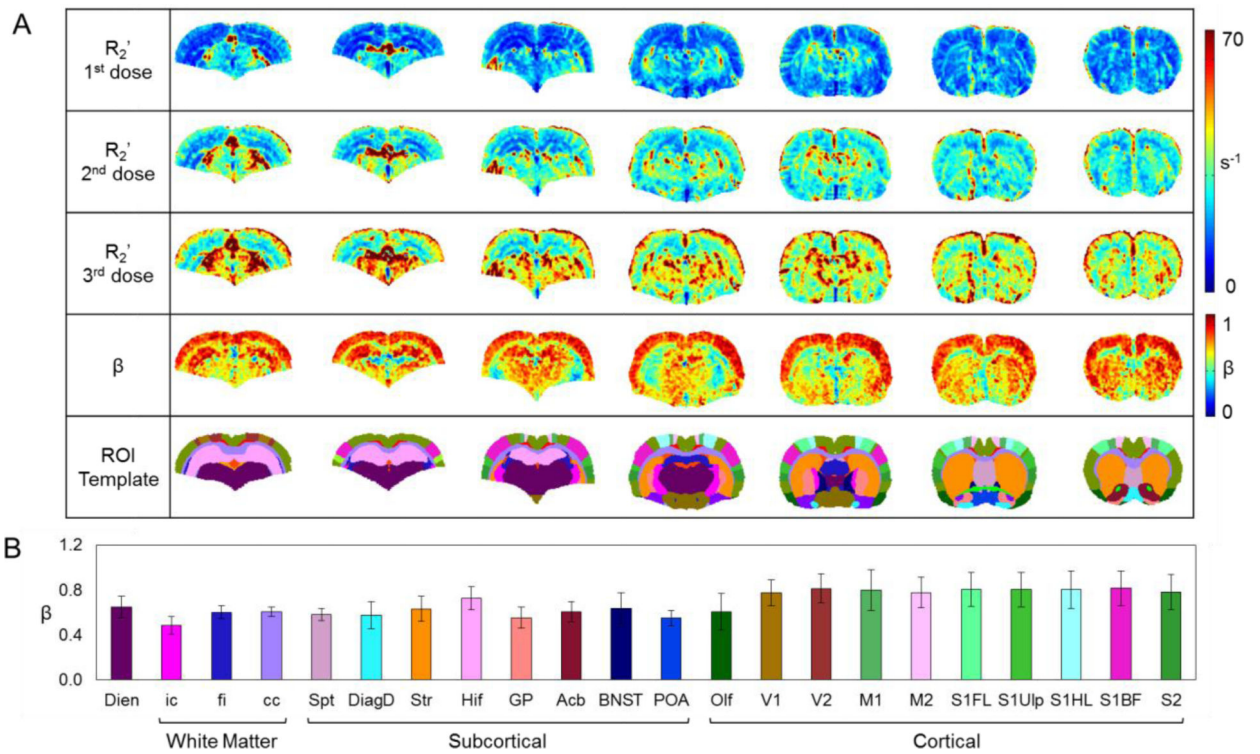 A
R₂’
1ˢᵗ dose
70
R₂’
2ⁿᵈ dose
s⁻¹
R₂’
3ʳᵈ dose
0
β
1
β
0
ROI
Template
B
1.2
0.8
β
0.4
0.0
Dien ic fi cc Spt DiagD Str Hif GP Acb BNST POA Olf V1 V2 M1 M2 S1FL S1Ulp S1HL S1BF S2
White Matter Subcortical Cortical